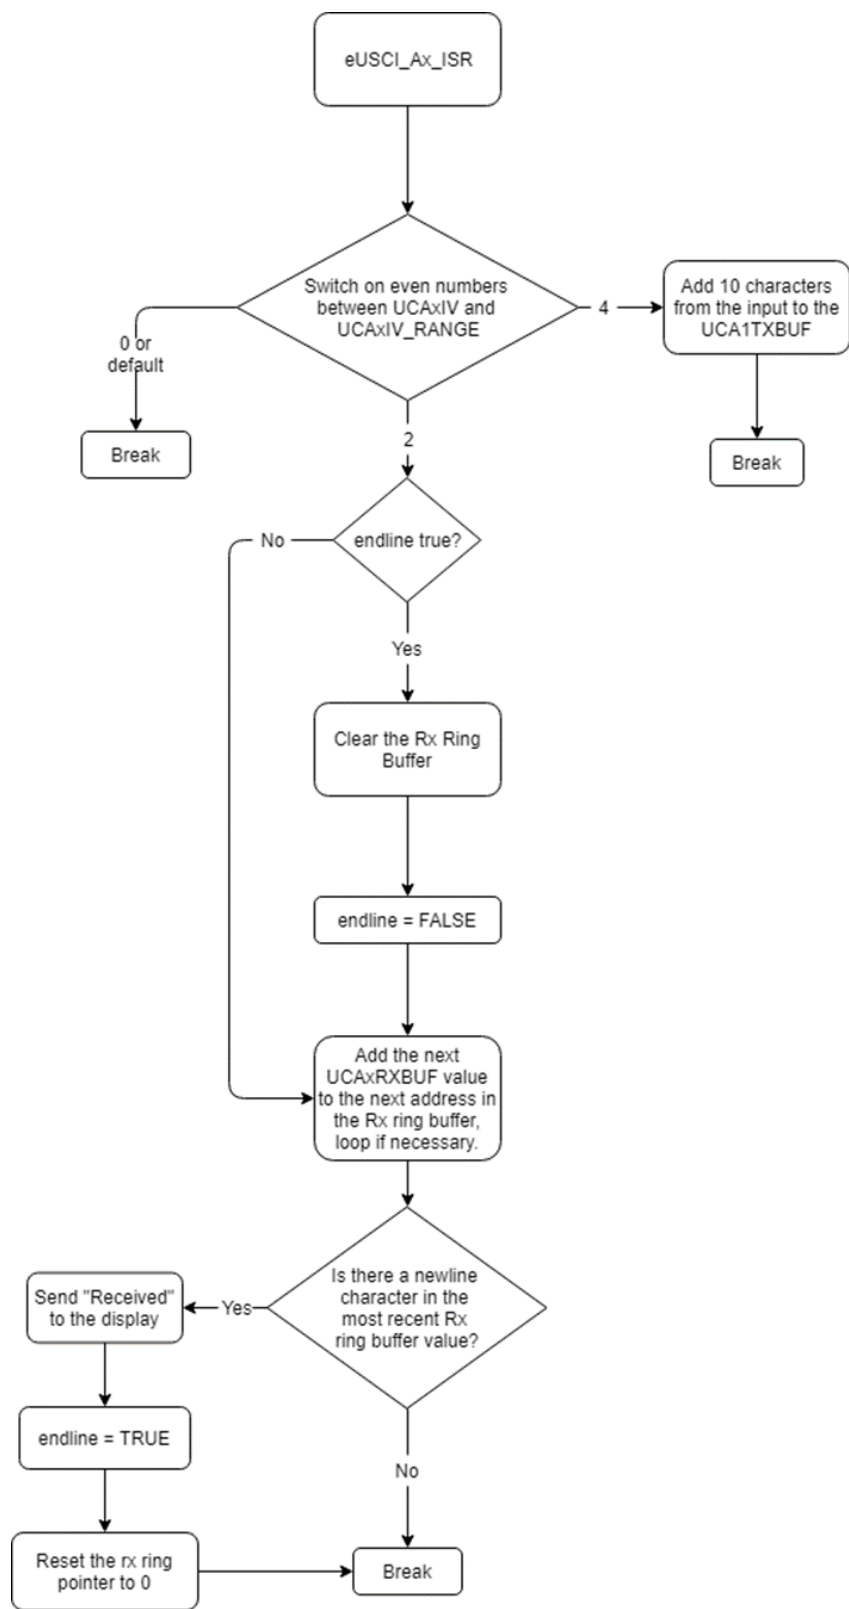 eUSCI_Ax_ISR
Switch on even numbers
between UCAxIV and
UCAxIV_RANGE
0 or
default
Break
4
Add 10 characters
from the input to the
UCA1TXBUF
Break
2
endline true?
No
Yes
Clear the Rx Ring
Buffer
endline = FALSE
Add the next
UCAxRXBUF value
to the next address in
the Rx ring buffer,
loop if necessary.
Is there a newline
character in the
most recent Rx
ring buffer value?
Yes
Send "Received"
to the display
endline = TRUE
Reset the rx ring
pointer to 0
No
Break